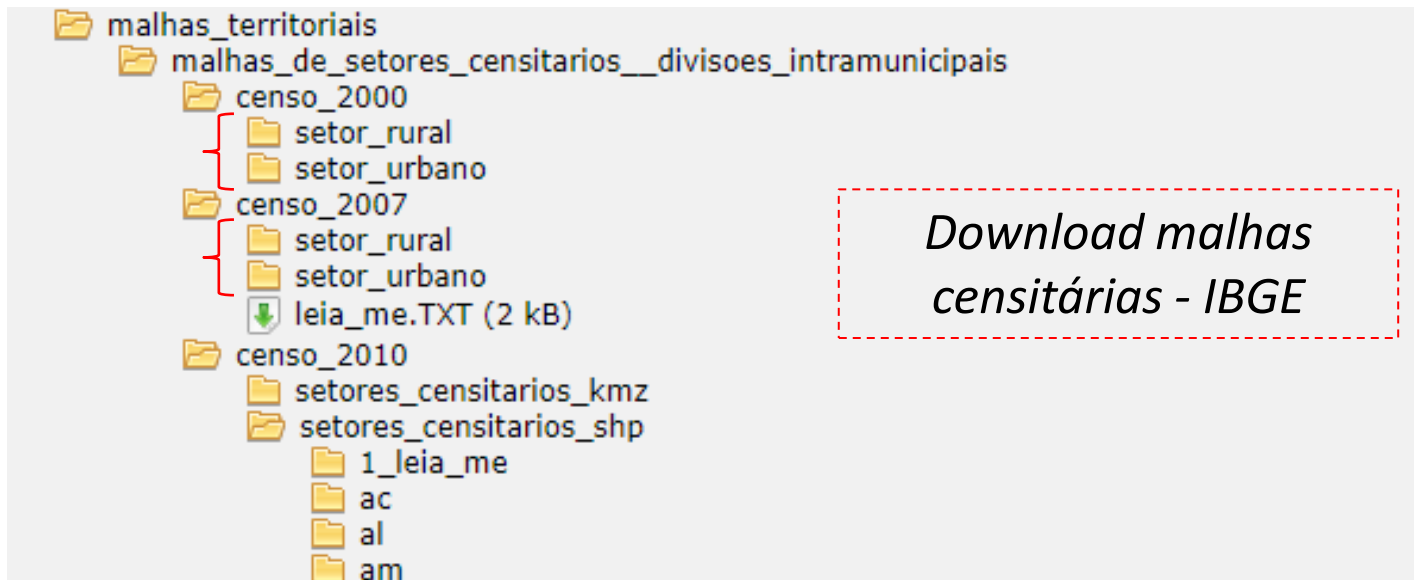 malhas_territoriais
malhas_de_setores_censitarios__divisoes_intramunicipais
censo_2000
setor_rural
setor_urbano
censo_2007
setor_rural
setor_urbano
leia_me.TXT (2 kB)
censo_2010
setores_censitarios_kmz
setores_censitarios_shp
1_leia_me
ac
al
am
Download malhas
censitárias - IBGE